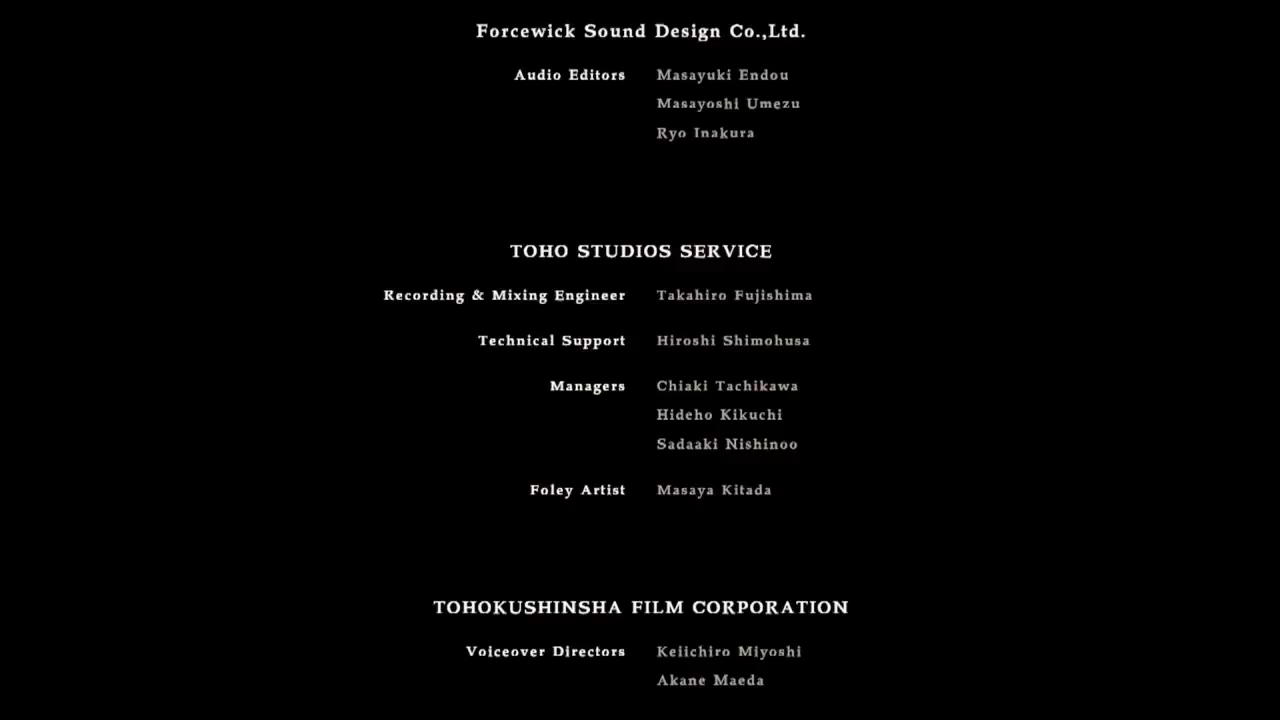 Forcewick Sound Design Co.,Ltd.
Audio Editors Masayuki Endou
Masayoshi Umezu
Ryo Inakura
TOHO STUDIOS SERVICE
Recording & Mixing Engineer Takahiro Fujishima
Technical Support Hiroshi Shimohusa
Managers Chiaki Tachikawa
Hideho Kikuchi
Sadaaki Nishinoo
Foley Artist Masaya Kitada
TOHOKUSHINSHA FILM CORPORATION
Voiceover Directors Keiichiro Miyoshi
Akane Maeda